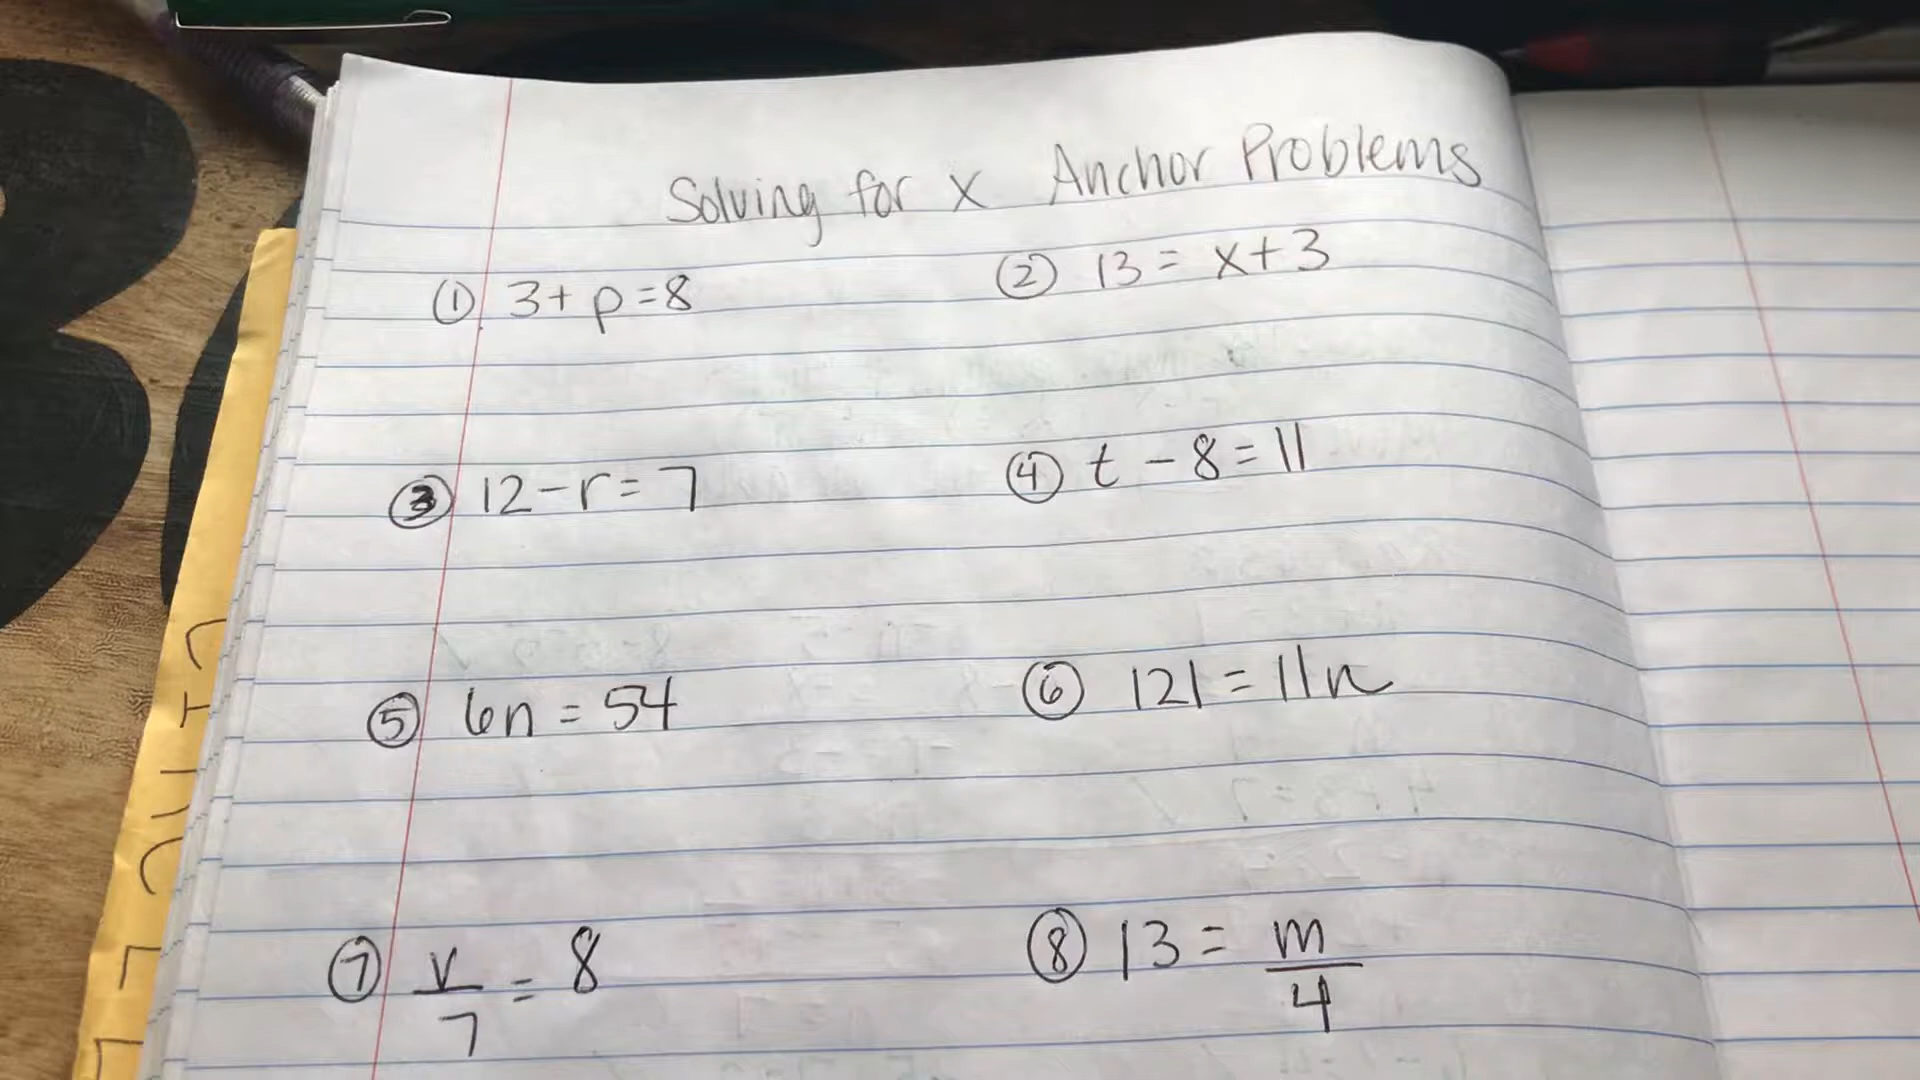 Solving for x Anchor Problems
① 3 + p = 8
② 13 = x + 3
③ 12 - r = 7
④ t - 8 = 11
⑤ 6n = 54
⑥ 121 = 11n
⑦ v/7 = 8
⑧ 13 = m/4